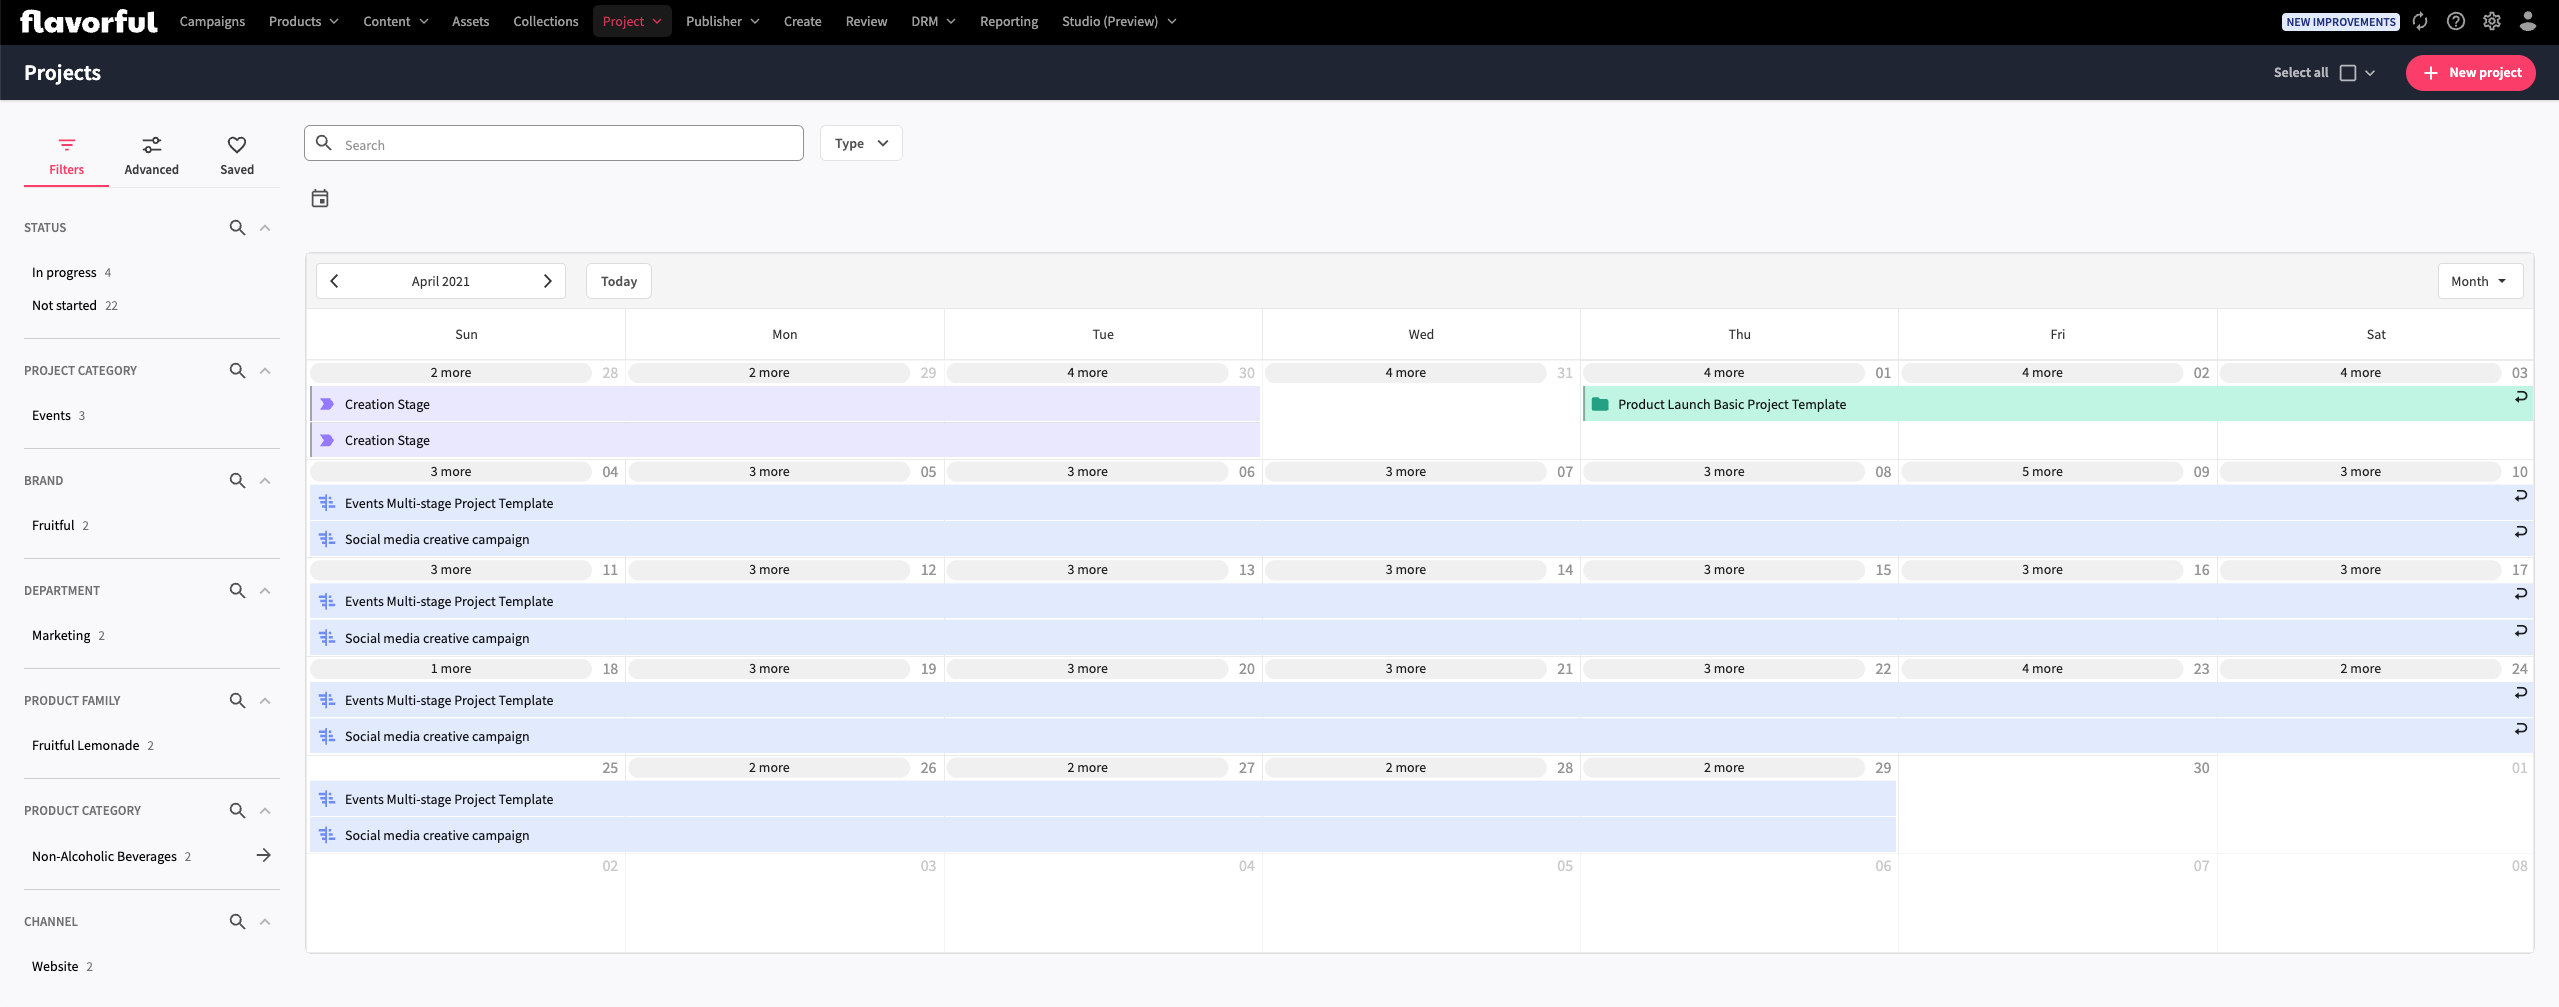 flavorful Campaigns Products Content Assets Collections Project Publisher Create Review DRM Reporting Studio (Preview) NEW IMPROVEMENTS
Projects Select all New project
Filters Advanced Saved
Search Type
STATUS
In progress 4
Not started 22
PROJECT CATEGORY
Events 3
BRAND
Fruitful 2
DEPARTMENT
Marketing 2
PRODUCT FAMILY
Fruitful Lemonade 2
PRODUCT CATEGORY
Non-Alcoholic Beverages 2
CHANNEL
Website 2
April 2021 Today Month
Sun Mon Tue Wed Thu Fri Sat
2 more 28 2 more 29 4 more 30 4 more 31 4 more 01 4 more 02 4 more 03
Creation Stage Product Launch Basic Project Template
Creation Stage
3 more 04 3 more 05 3 more 06 3 more 07 3 more 08 5 more 09 3 more 10
Events Multi-stage Project Template
Social media creative campaign
3 more 11 3 more 12 3 more 13 3 more 14 3 more 15 3 more 16 3 more 17
Events Multi-stage Project Template
Social media creative campaign
1 more 18 3 more 19 3 more 20 3 more 21 3 more 22 4 more 23 2 more 24
Events Multi-stage Project Template
Social media creative campaign
25 2 more 26 2 more 27 2 more 28 2 more 29 30 01
Events Multi-stage Project Template
Social media creative campaign
02 03 04 05 06 07 08